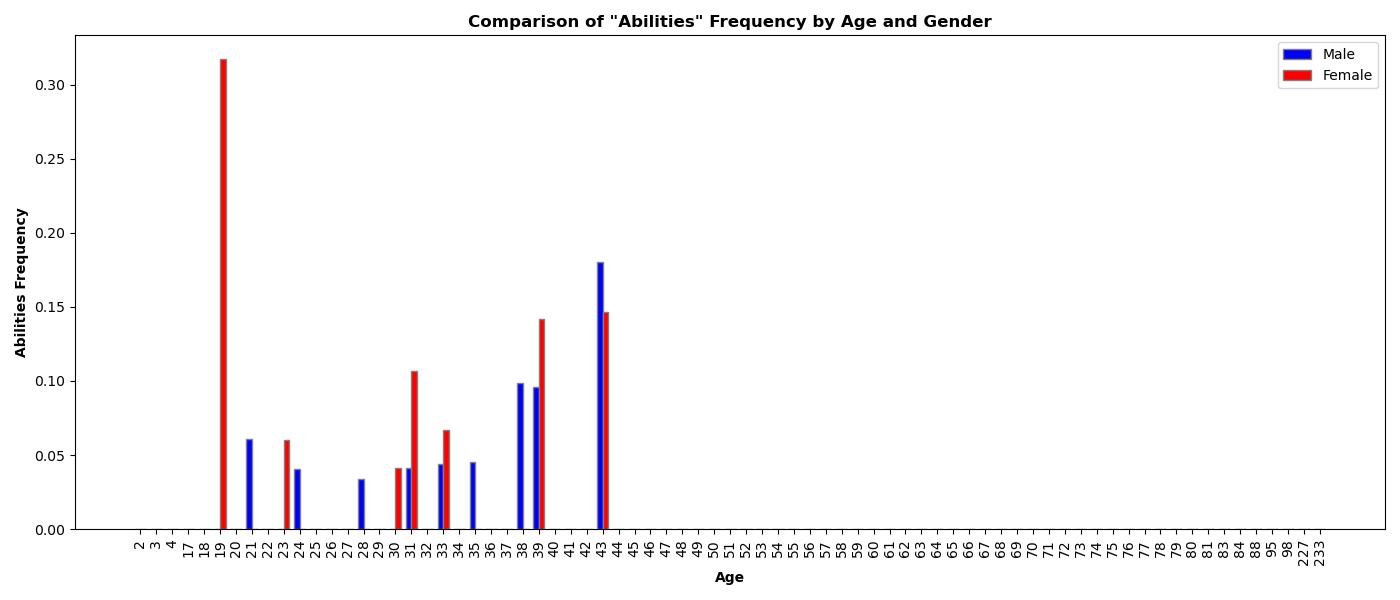 Comparison of "Abilities" Frequency by Age and Gender
Male
Female
Abilities Frequency
0.30
0.25
0.20
0.15
0.10
0.05
0.00
2 3 4 17 18 19 20 21 22 23 24 25 26 27 28 29 30 31 32 33 34 35 36 37 38 39 40 41 42 43 44 45 46 47 48 49 50 51 52 53 54 55 56 57 58 59 60 61 62 63 64 65 66 67 68 69 70 71 72 73 74 75 76 77 78 79 80 81 83 84 88 95 98 227 233
Age